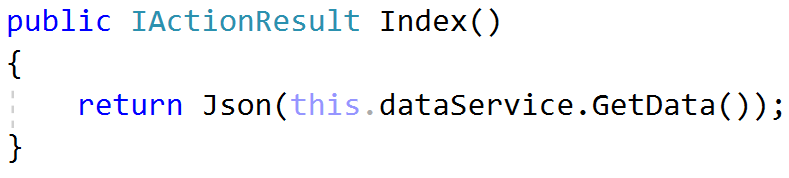 public IActionResult Index()
{
    return Json(this.dataService.GetData());
}